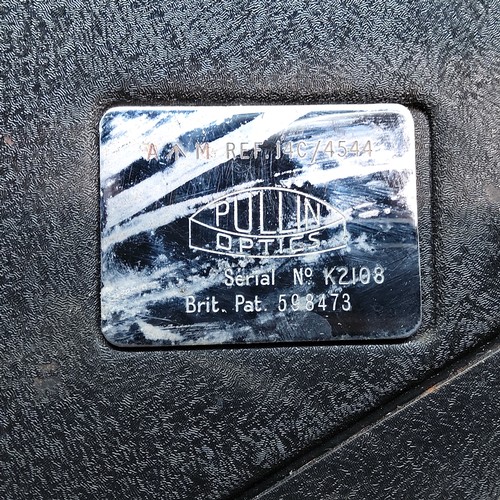 A M REF. 14C/4544
PULLIN
OPTICS
Serial Nº K2108
Brit. Pat. 598473